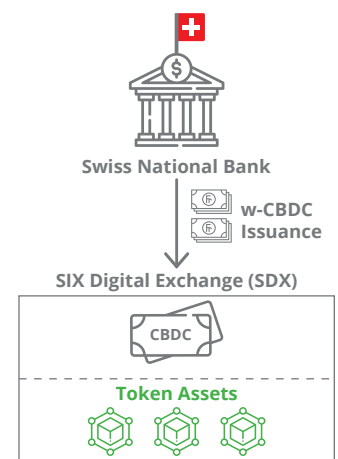 $
Swiss National Bank
w-CBDC
Issuance
SIX Digital Exchange (SDX)
CBDC
Token Assets